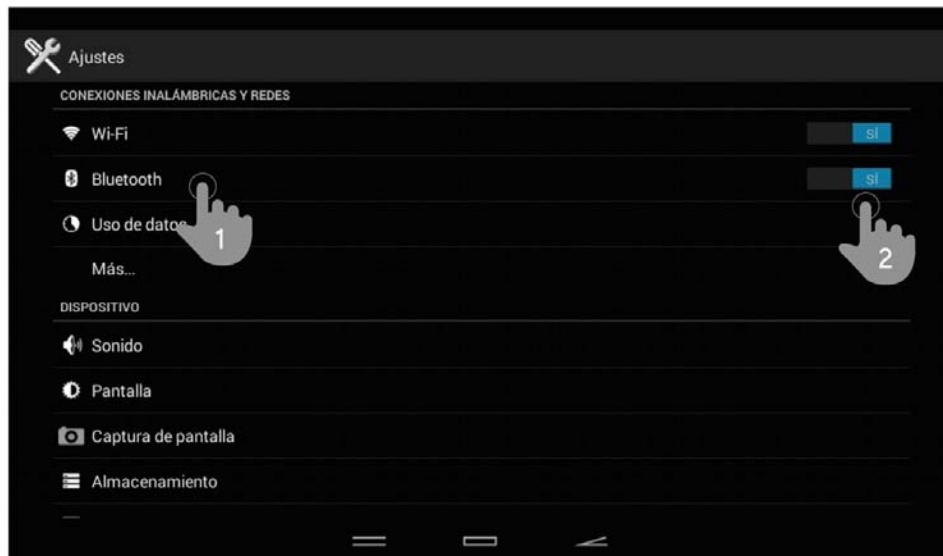 Ajustes
CONEXIONES INALÁMBRICAS Y REDES
Wi-Fi SÍ
Bluetooth SÍ
Uso de datos
1
2
Más...
DISPOSITIVO
Sonido
Pantalla
Captura de pantalla
Almacenamiento